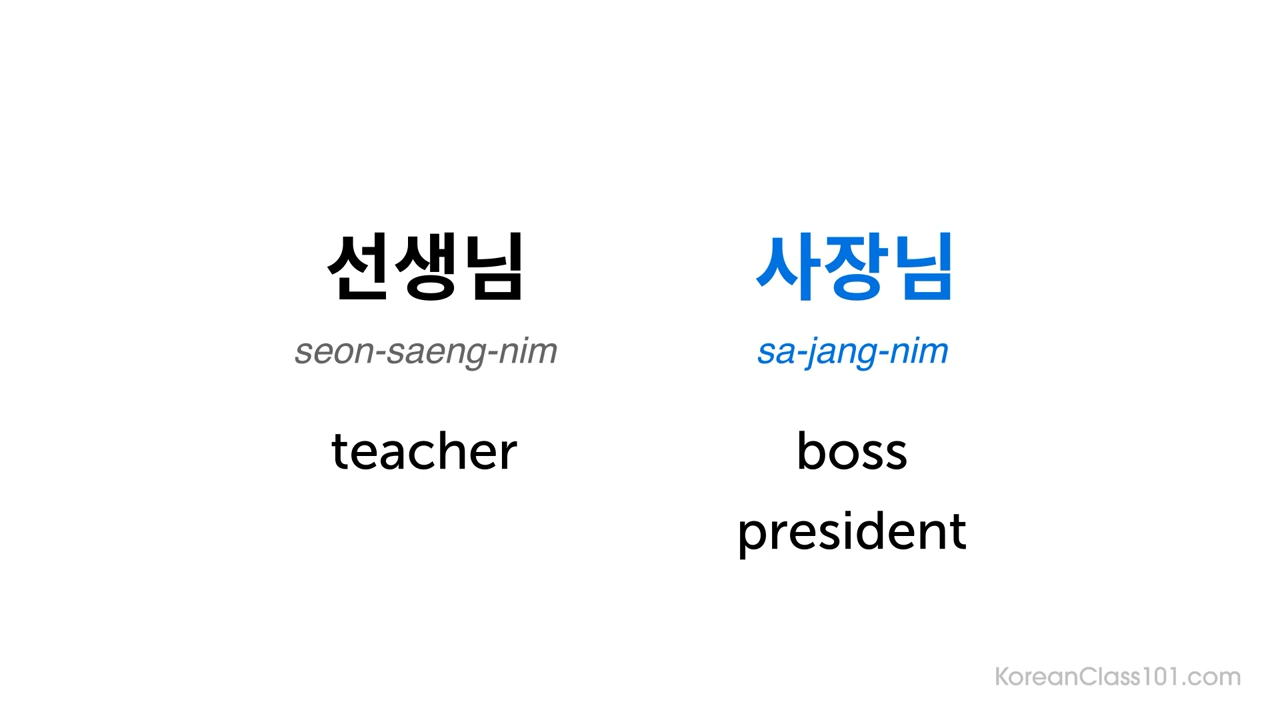 선생님
seon-saeng-nim
teacher
사장님
sa-jang-nim
boss
president
KoreanClass101.com